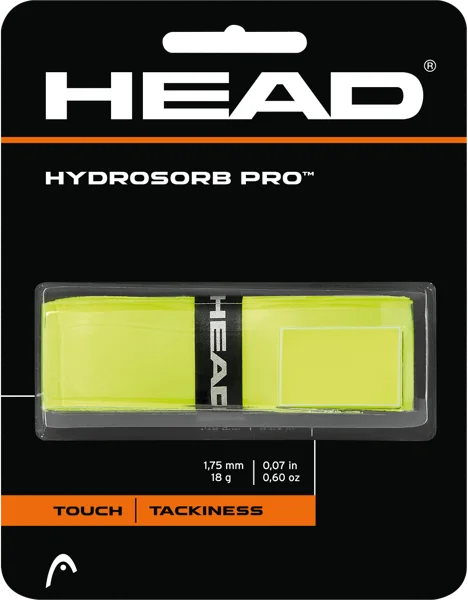 HEAD®
HYDROSORB PRO™
HEAD
1,75 mm | 0,07 in
18 g | 0,60 oz
TOUCH | TACKINESS